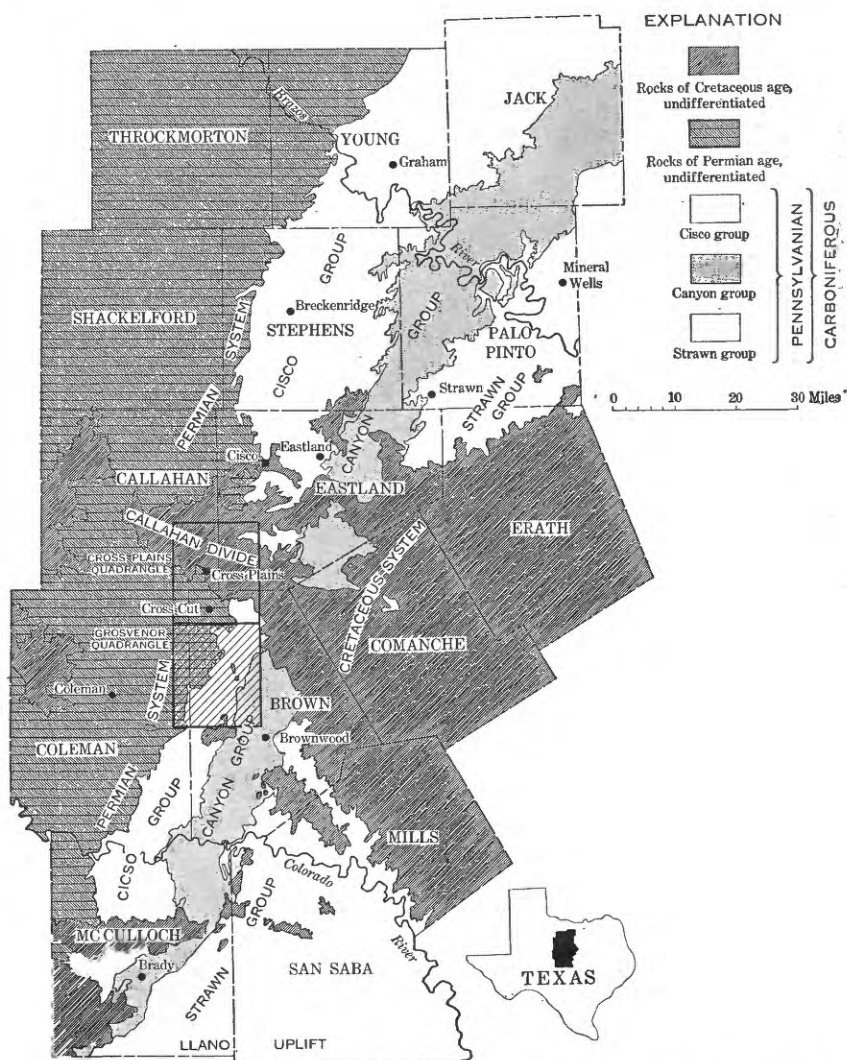 EXPLANATION
Rocks of Cretaceous age,
undifferentiated
Rocks of Permian age,
undifferentiated
Cisco group
Canyon group
Strawn group
PENNSYLVANIAN
CARBONIFEROUS
0 10 20 30 Miles
JACK
Brazos
THROCKMORTON
YOUNG
Graham
River
GROUP
Mineral
Wells
Breckenridge
SHACKELFORD
SYSTEM
STEPHENS
GROUP
PALO
PINTO
CISCO
Strawn
STRAWN
GROUP
PERMIAN
Eastland
Cisco
CANYON
CALLAHAN
EASTLAND
CALLAHAN DIVIDE
ERATH
CROSS PLAINS
QUADRANGLE
Cross Plains
CRETACEOUS SYSTEM
Cross Cut
GROSVENOR
QUADRANGLE
COMANCHE
Coleman
SYSTEM
BROWN
COLEMAN
GROUP
Brownwood
PERMIAN
GROUP
CANYON
MILLS
CICSO
Colorado
GROUP
River
MC CULLOCH
SAN SABA
Brady
STRAWN
TEXAS
LLANO UPLIFT